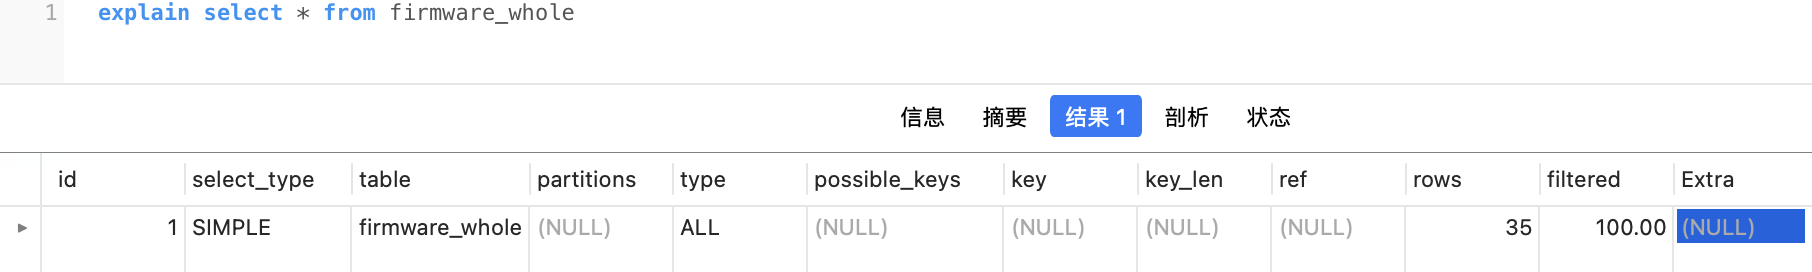 1 explain select * from firmware_whole
信息 摘要 结果 1 剖析 状态
id select_type table partitions type possible_keys key key_len ref rows filtered Extra
1 SIMPLE firmware_whole (NULL) ALL (NULL) (NULL) (NULL) (NULL) 35 100.00 (NULL)